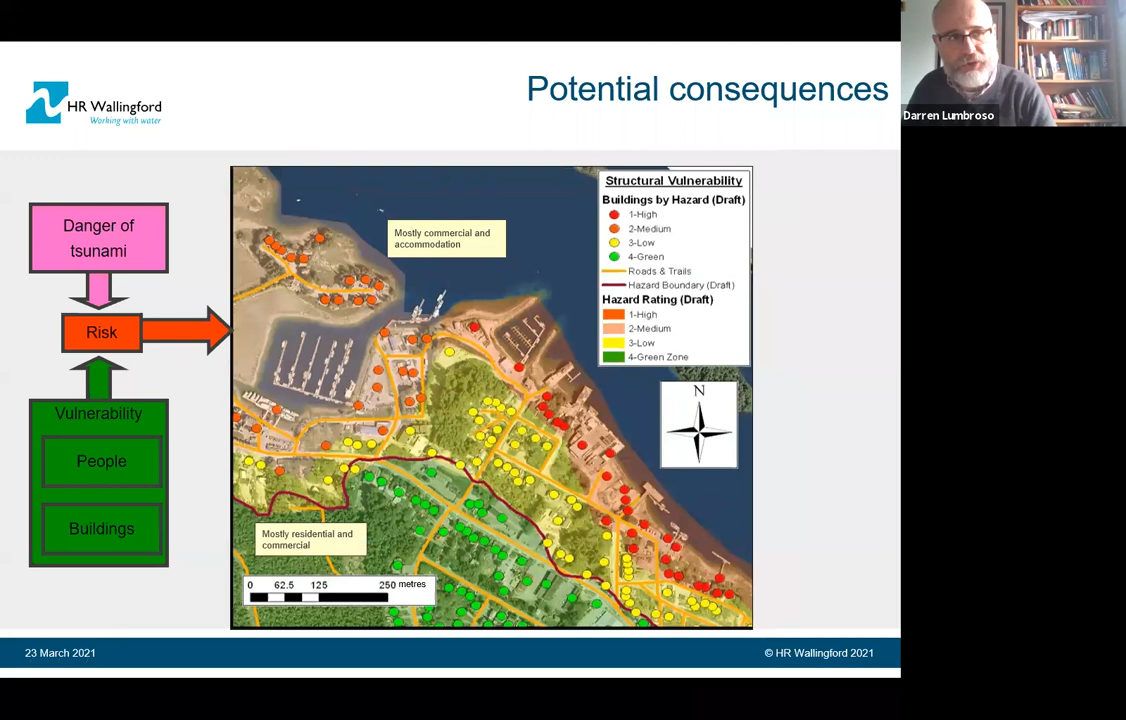 HR Wallingford
Working with water
Potential consequences
Darren Lumbroso
Danger of
tsunami
Risk
Vulnerability
People
Buildings
Mostly commercial and
accommodation
Structural Vulnerability
Buildings by Hazard (Draft)
1-High
2-Medium
3-Low
4-Green
Roads & Trails
Hazard Boundary (Draft)
Hazard Rating (Draft)
1-High
2-Medium
3-Low
4-Green Zone
N
Mostly residential and
commercial
0 62.5 125 250 metres
23 March 2021
© HR Wallingford 2021